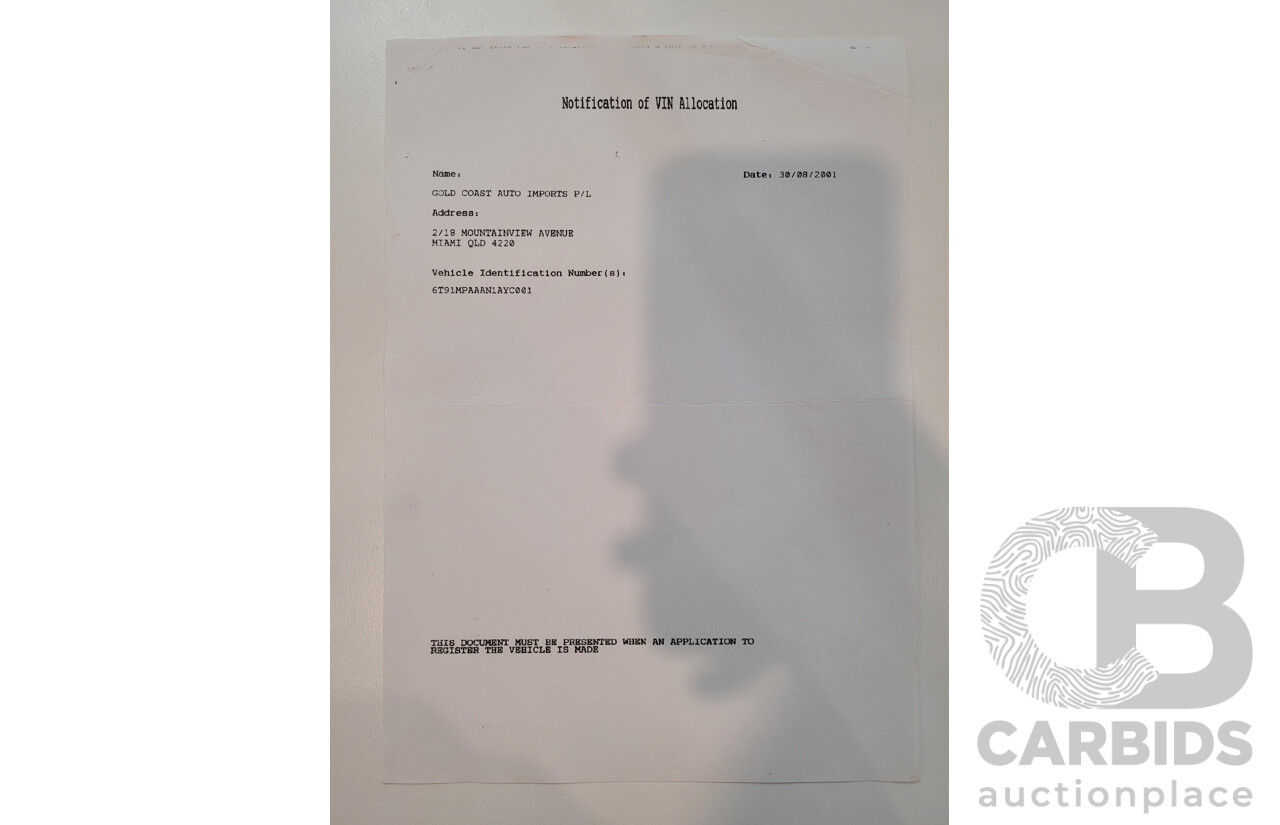 Notification of VIN Allocation
Name:
Date: 30/08/2001
GOLD COAST AUTO IMPORTS P/L
Address:
2/18 MOUNTAINVIEW AVENUE
MIAMI QLD 4220
Vehicle Identification Number(s):
6T91MPAAAN1AYC001
THIS DOCUMENT MUST BE PRESENTED WHEN AN APPLICATION TO
REGISTER THE VEHICLE IS MADE
CB
CARBIDS
auctionplace